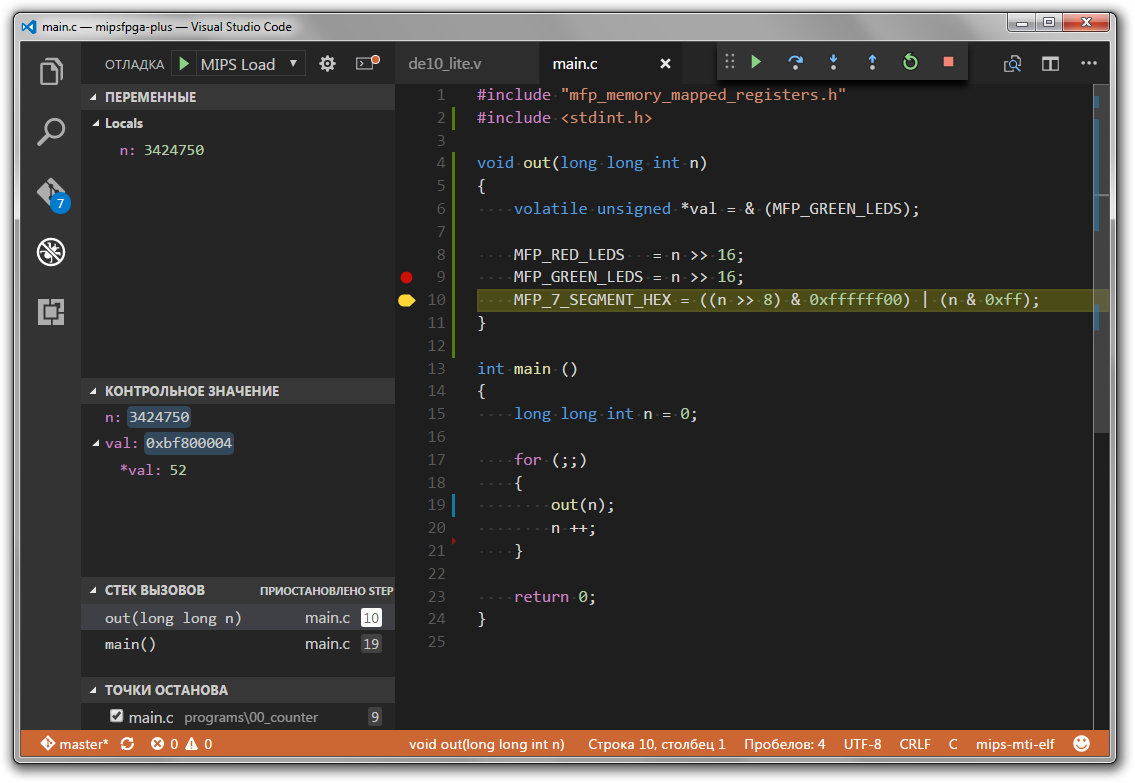 main.c — mipsfpga-plus — Visual Studio Code
ОТЛАДКА MIPS Load
de10_lite.v main.c
7
ПЕРЕМЕННЫЕ
Locals
n: 3424750
КОНТРОЛЬНОЕ ЗНАЧЕНИЕ
n: 3424750
val: 0xbf800004
*val: 52
СТЕК ВЫЗОВОВ ПРИОСТАНОВЛЕНО STEP
out(long long n) main.c 10
main() main.c 19
ТОЧКИ ОСТАНОВА
main.c programs\00_counter 9
1 #include "mfp_memory_mapped_registers.h"
2 #include <stdint.h>
3
4 void out(long long int n)
5 {
6 volatile unsigned *val = & (MFP_GREEN_LEDS);
7
8 MFP_RED_LEDS = n >> 16;
9 MFP_GREEN_LEDS = n >> 16;
10 MFP_7_SEGMENT_HEX = ((n >> 8) & 0xffffff00) | (n & 0xff);
11 }
12
13 int main ()
14 {
15 long long int n = 0;
16
17 for (;;)
18 {
19 out(n);
20 n ++;
21 }
22
23 return 0;
24 }
25
master* 0 0 void out(long long int n) Строка 10, столбец 1 Пробелов: 4 UTF-8 CRLF C mips-mti-elf